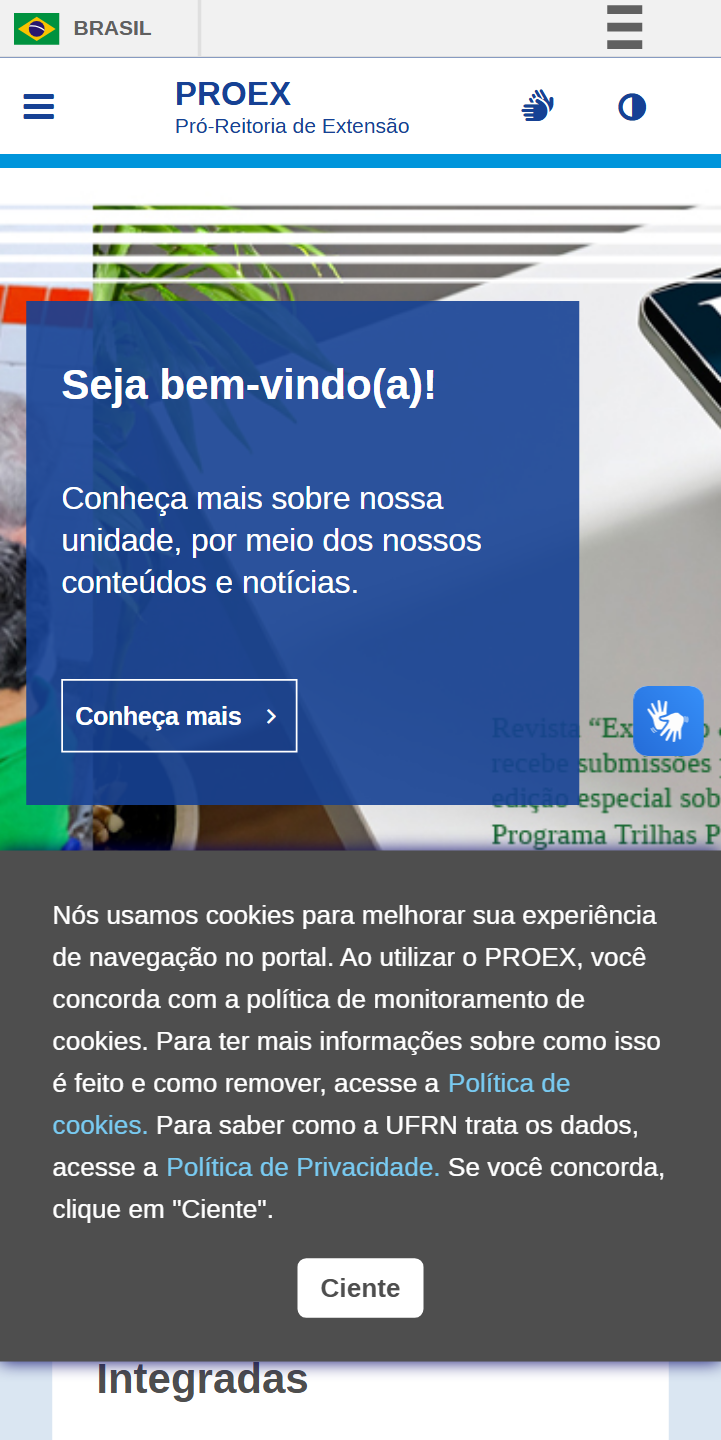 BRASIL
PROEX
Pró-Reitoria de Extensão
Seja bem-vindo(a)!
Conheça mais sobre nossa
unidade, por meio dos nossos
conteúdos e notícias.
Conheça mais
Revista
recebe submissões
edição especial
Programa Trilhas
Nós usamos cookies para melhorar sua experiência
de navegação no portal. Ao utilizar o PROEX, você
concorda com a política de monitoramento de
cookies. Para ter mais informações sobre como isso
é feito e como remover, acesse a Política de
cookies. Para saber como a UFRN trata os dados,
acesse a Política de Privacidade. Se você concorda,
clique em "Ciente".
Ciente
Integradas